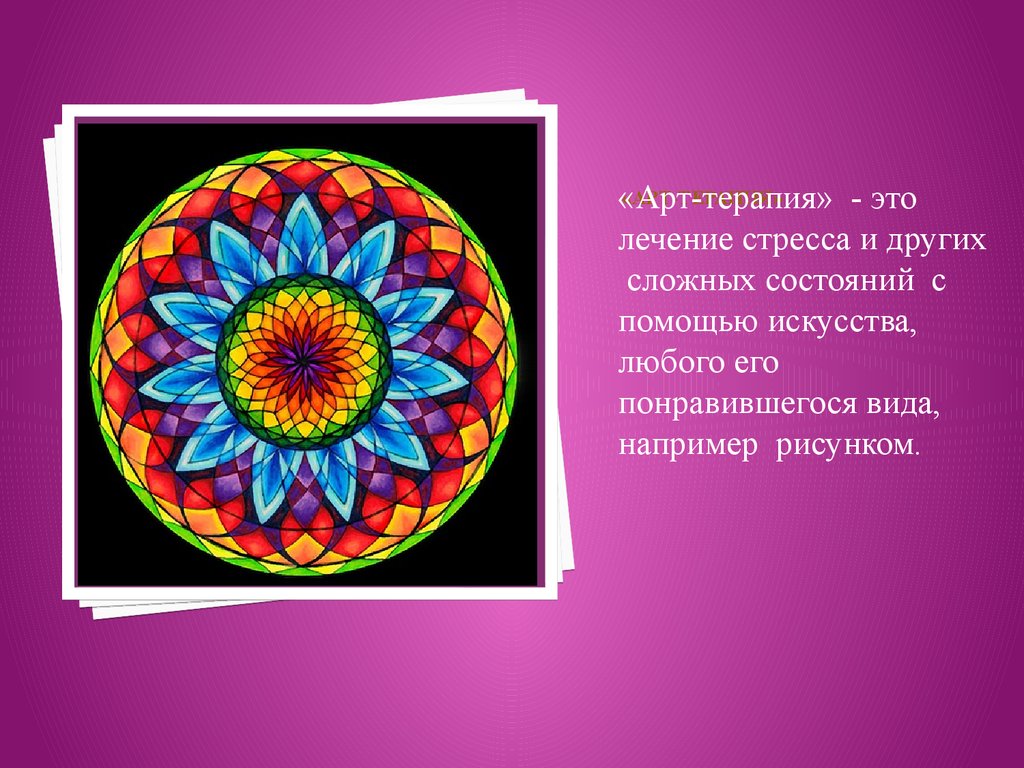 «Арт-терапия» - это
лечение стресса и других
сложных состояний с
помощью искусства,
любого его
понравившегося вида,
например рисунком.